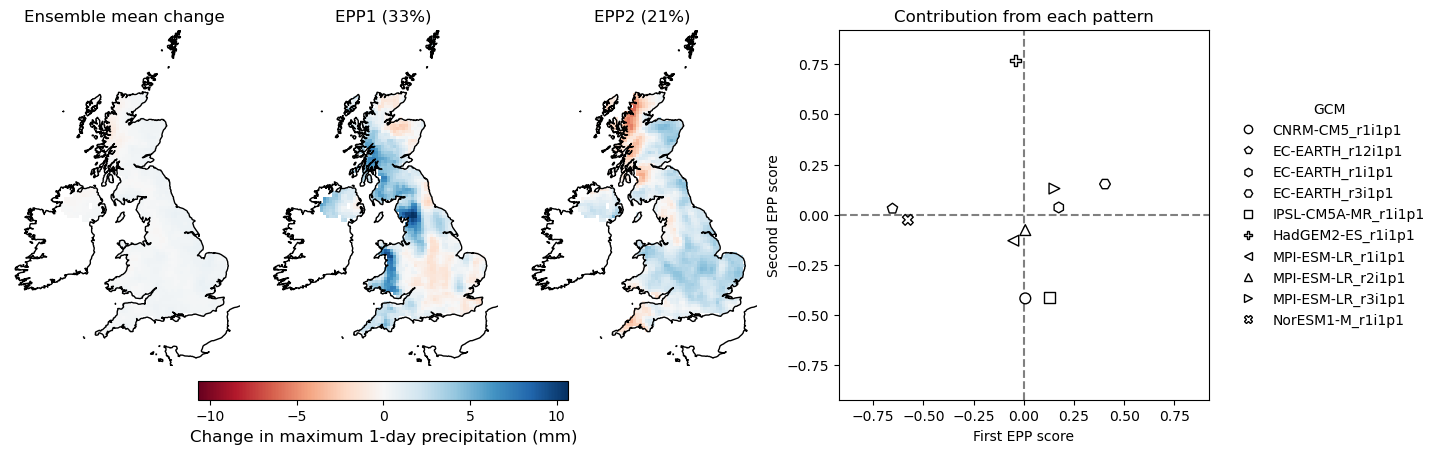 Ensemble mean change
EPP1 (33%)
EPP2 (21%)
−10 −5 0 5 10
Change in maximum 1-day precipitation (mm)
Contribution from each pattern
Second EPP score
0.75
0.50
0.25
0.00
−0.25
−0.50
−0.75
−0.75 −0.50 −0.25 0.00 0.25 0.50 0.75
First EPP score
GCM
CNRM-CM5_r1i1p1
EC-EARTH_r12i1p1
EC-EARTH_r1i1p1
EC-EARTH_r3i1p1
IPSL-CM5A-MR_r1i1p1
HadGEM2-ES_r1i1p1
MPI-ESM-LR_r1i1p1
MPI-ESM-LR_r2i1p1
MPI-ESM-LR_r3i1p1
NorESM1-M_r1i1p1